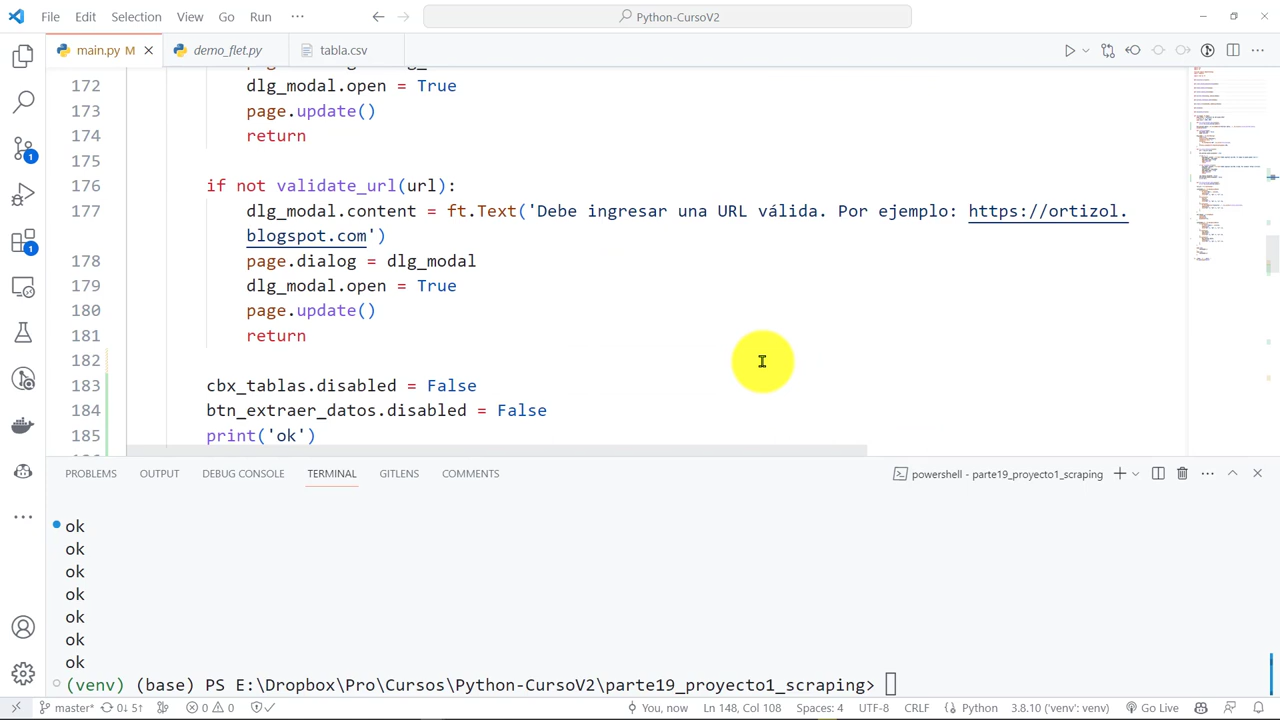 File Edit Selection View Go Run ··· Python-CursoV2
main.py M demo_flet.py tabla.csv
172 dlg_modal.open = True
173 page.update()
174 return
175
176 if not validate_url(url):
177 dlg_modal.content = ft.Text('Debe ingresar una URL válida. Por ejemplo: https://ortizol.
blogspot.com')
178 page.dialog = dlg_modal
179 dlg_modal.open = True
180 page.update()
181 return
182
183 cbx_tablas.disabled = False
184 btn_extraer_datos.disabled = False
185 print('ok')
PROBLEMS OUTPUT DEBUG CONSOLE TERMINAL GITLENS COMMENTS powershell - parte19_proyecto1_scraping
ok
ok
ok
ok
ok
ok
ok
(venv) (base) PS E:\Dropbox\Pro\Cursos\Python-CursoV2\parte19_proyecto1_scraping>
master* 0↓ 5↑ 0 0 You, now Ln 148, Col 108 Spaces: 4 UTF-8 CRLF Python 3.8.10 ('venv': venv) Go Live